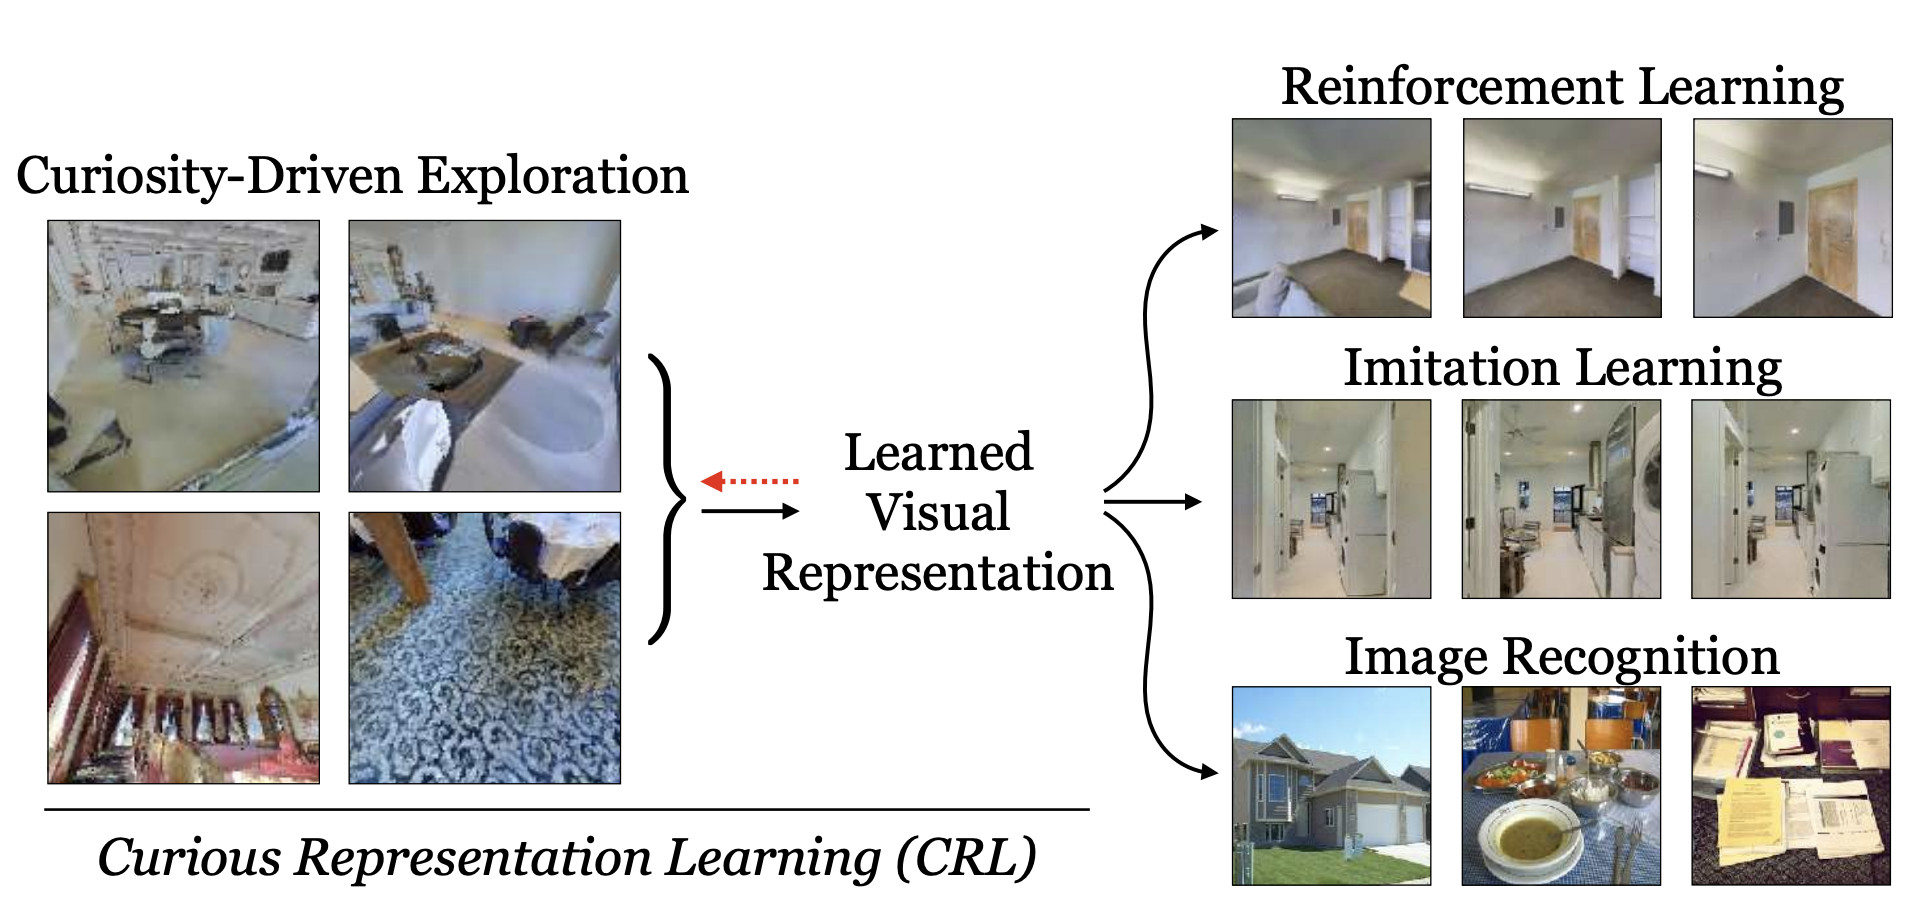 Curiosity-Driven Exploration
Learned
Visual
Representation
Curious Representation Learning (CRL)
Reinforcement Learning
Imitation Learning
Image Recognition